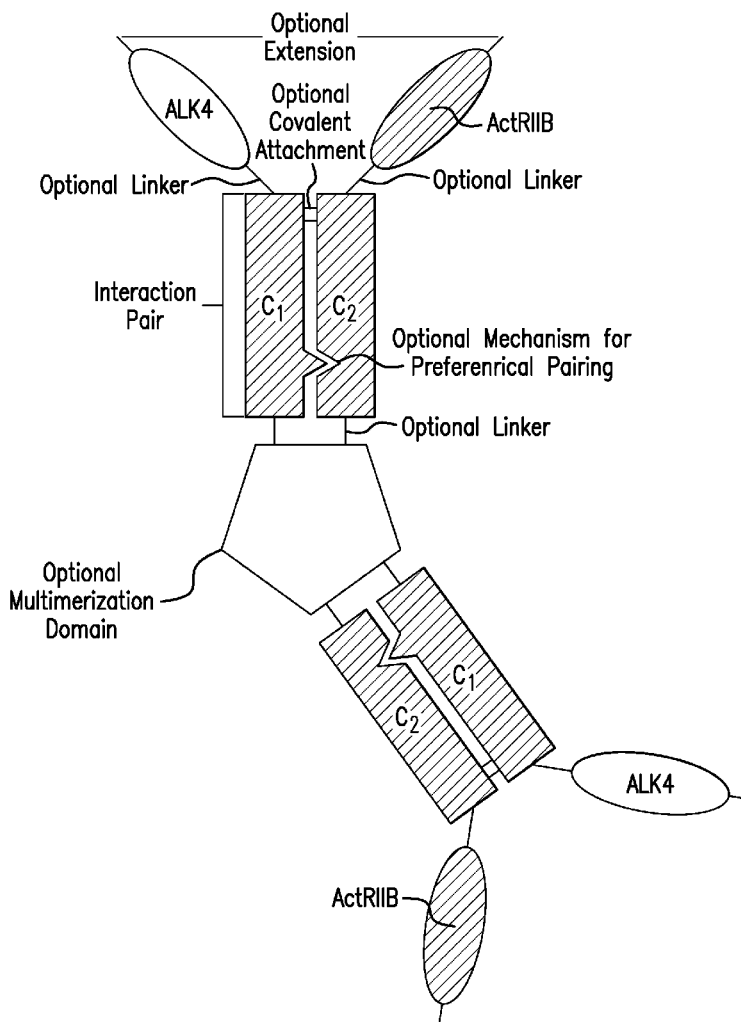 Optional
Extension
ALK4
Optional
Covalent
Attachment
ActRIIB
Optional Linker
Optional Linker
Interaction
Pair
C1
C2
Optional Mechanism for
Preferenrical Pairing
Optional Linker
Optional
Multimerization
Domain
C1
C2
ALK4
ActRIIB